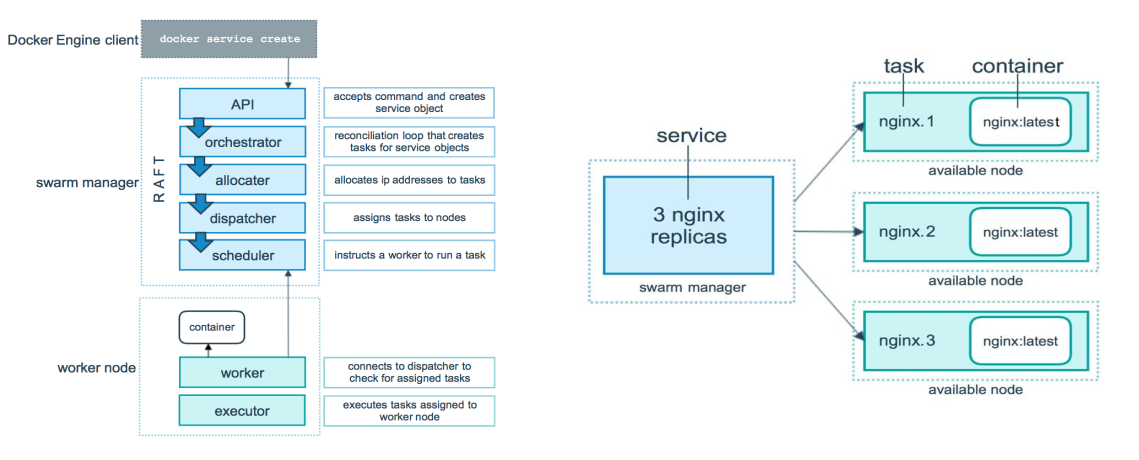 Docker Engine client
docker service create
swarm manager
RAFT
API
accepts command and creates
service object
orchestrator
reconciliation loop that creates
tasks for service objects
allocater
allocates ip addresses to tasks
dispatcher
assigns tasks to nodes
scheduler
instructs a worker to run a task
worker node
container
worker
connects to dispatcher to
check for assigned tasks
executor
executes tasks assigned to
worker node
service
3 nginx
replicas
swarm manager
task
container
nginx.1
nginx:latest
available node
nginx.2
nginx:latest
available node
nginx.3
nginx:latest
available node